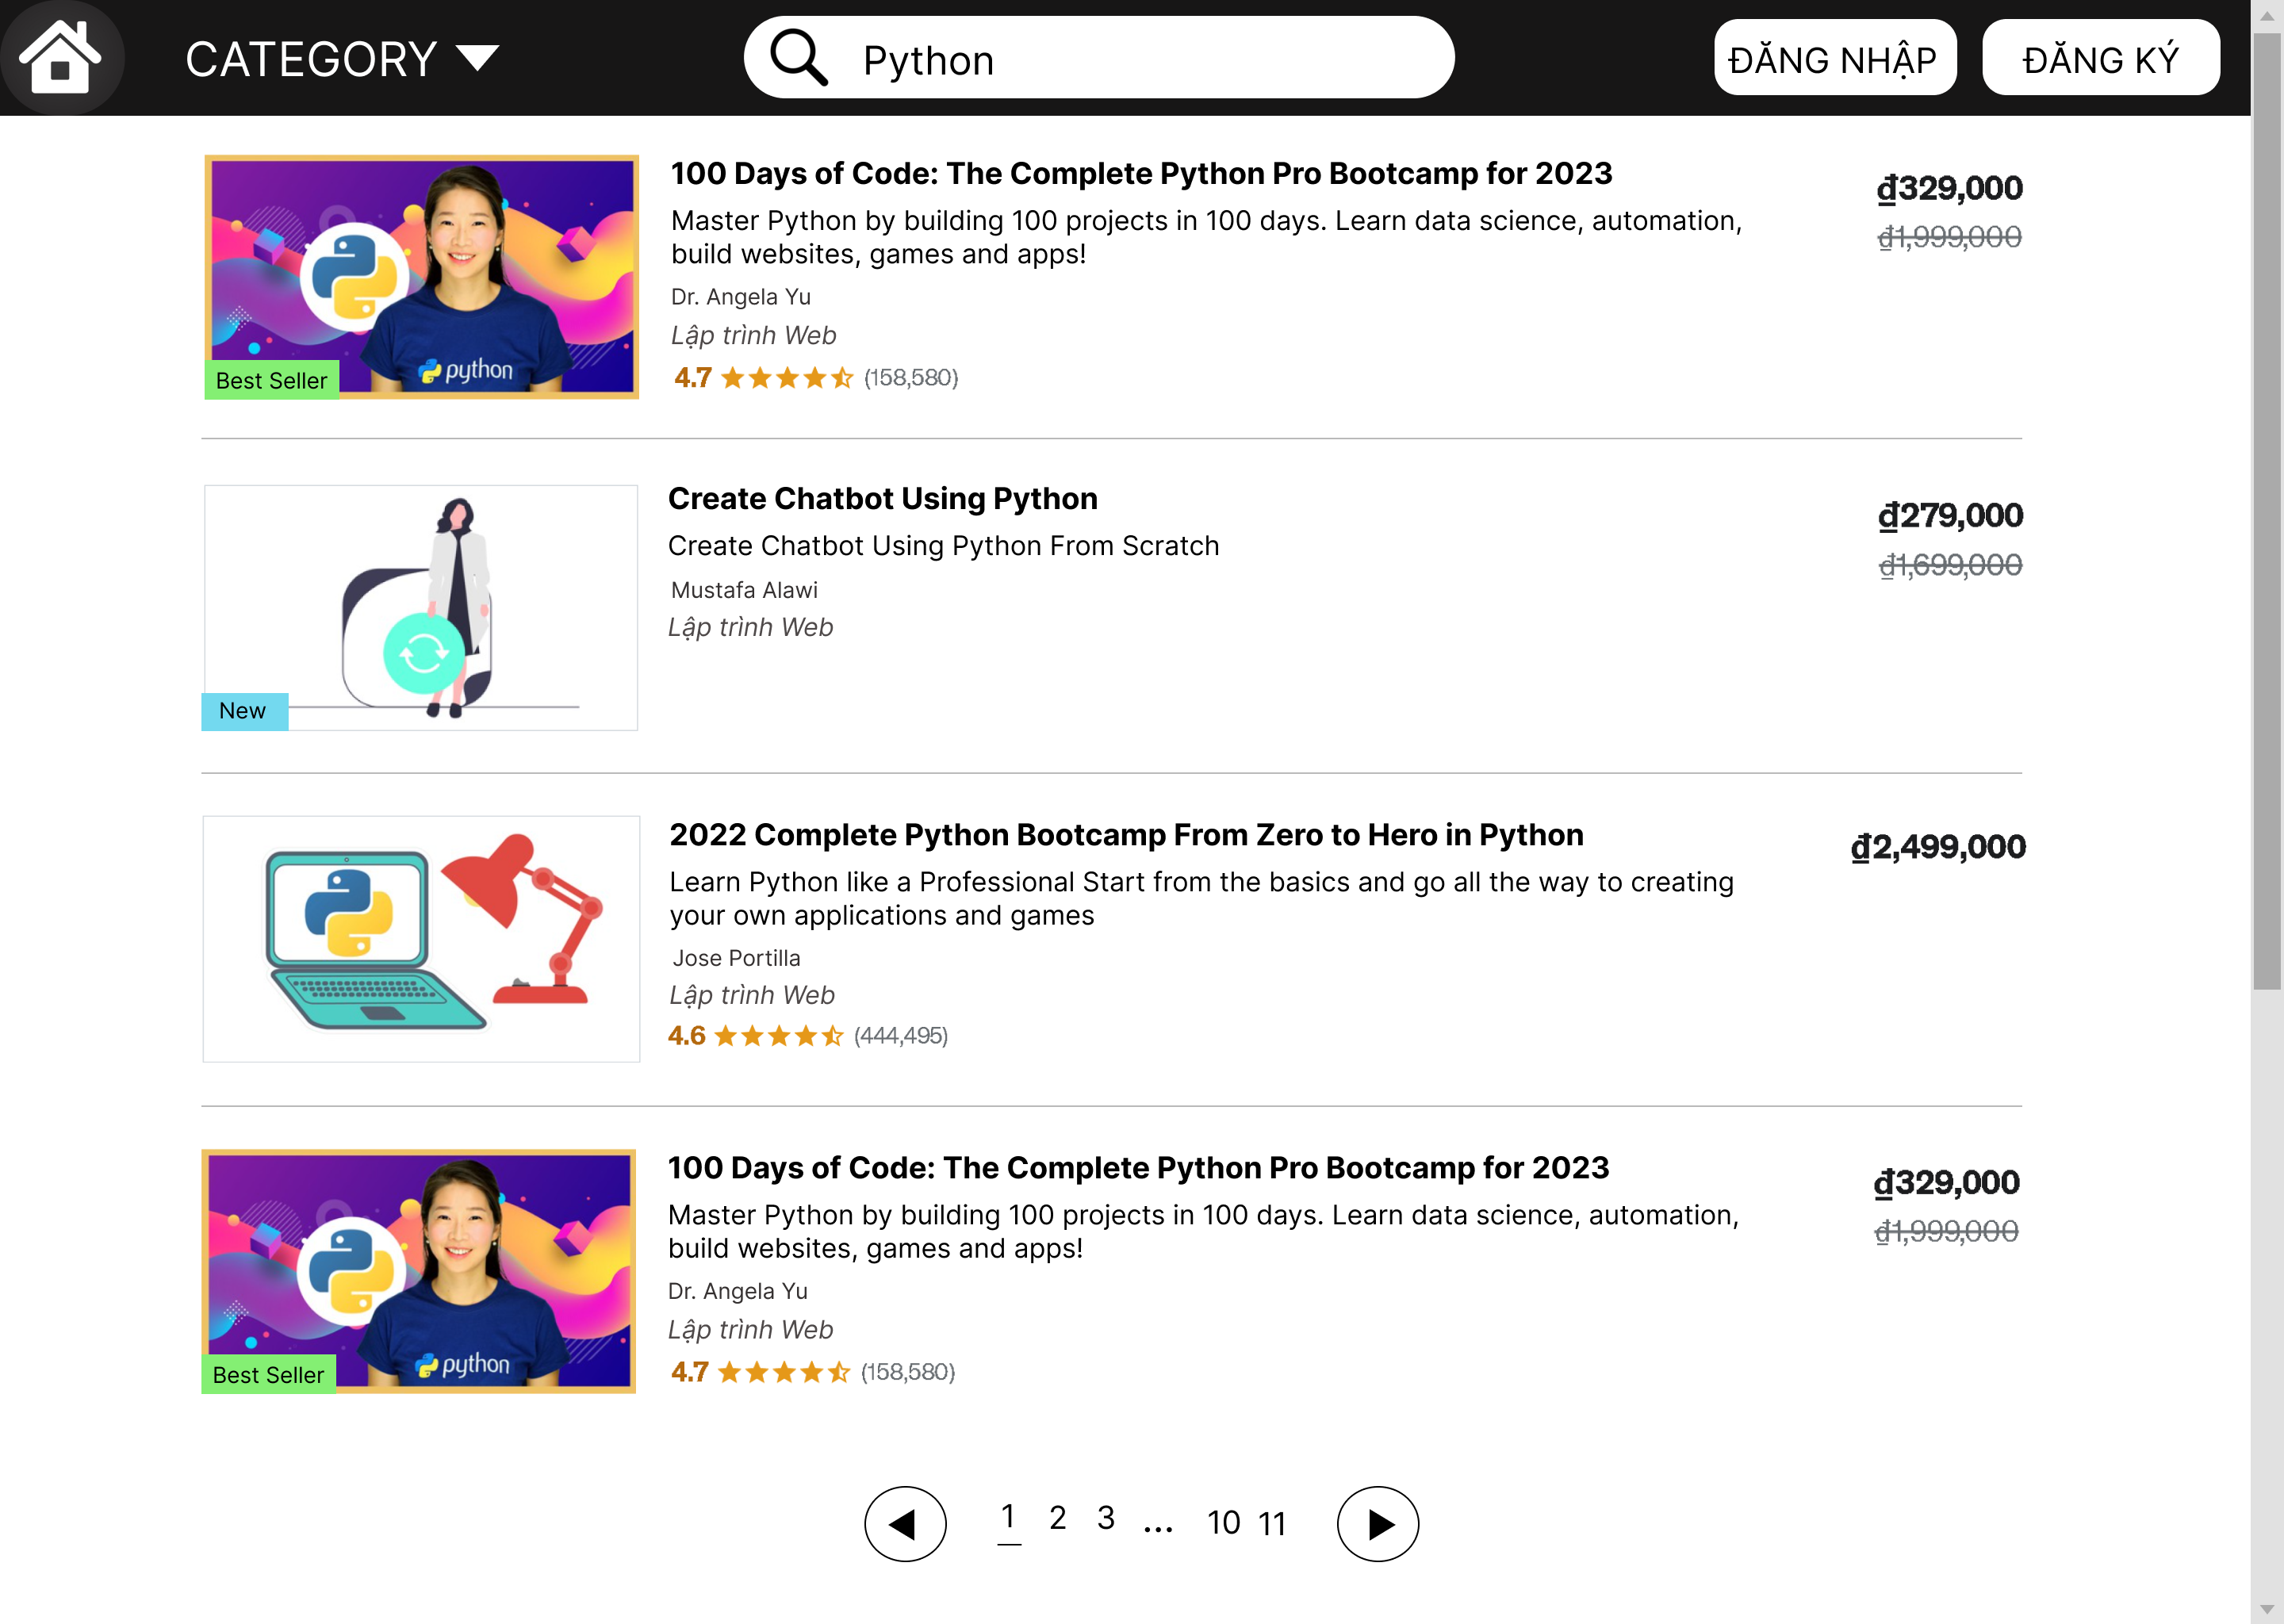 CATEGORY
Python
ĐĂNG NHẬP
ĐĂNG KÝ
100 Days of Code: The Complete Python Pro Bootcamp for 2023
₫329,000
Master Python by building 100 projects in 100 days. Learn data science, automation,
₫1,999,000
build websites, games and apps!
Dr. Angela Yu
Lập trình Web
python
Best Seller
4.7 (158,580)
Create Chatbot Using Python
₫279,000
Create Chatbot Using Python From Scratch
₫1,699,000
Mustafa Alawi
Lập trình Web
New
2022 Complete Python Bootcamp From Zero to Hero in Python
₫2,499,000
Learn Python like a Professional Start from the basics and go all the way to creating
your own applications and games
Jose Portilla
Lập trình Web
4.6 (444,495)
100 Days of Code: The Complete Python Pro Bootcamp for 2023
₫329,000
Master Python by building 100 projects in 100 days. Learn data science, automation,
₫1,999,000
build websites, games and apps!
Dr. Angela Yu
Lập trình Web
python
Best Seller
4.7 (158,580)
1 2 3 ... 10 11